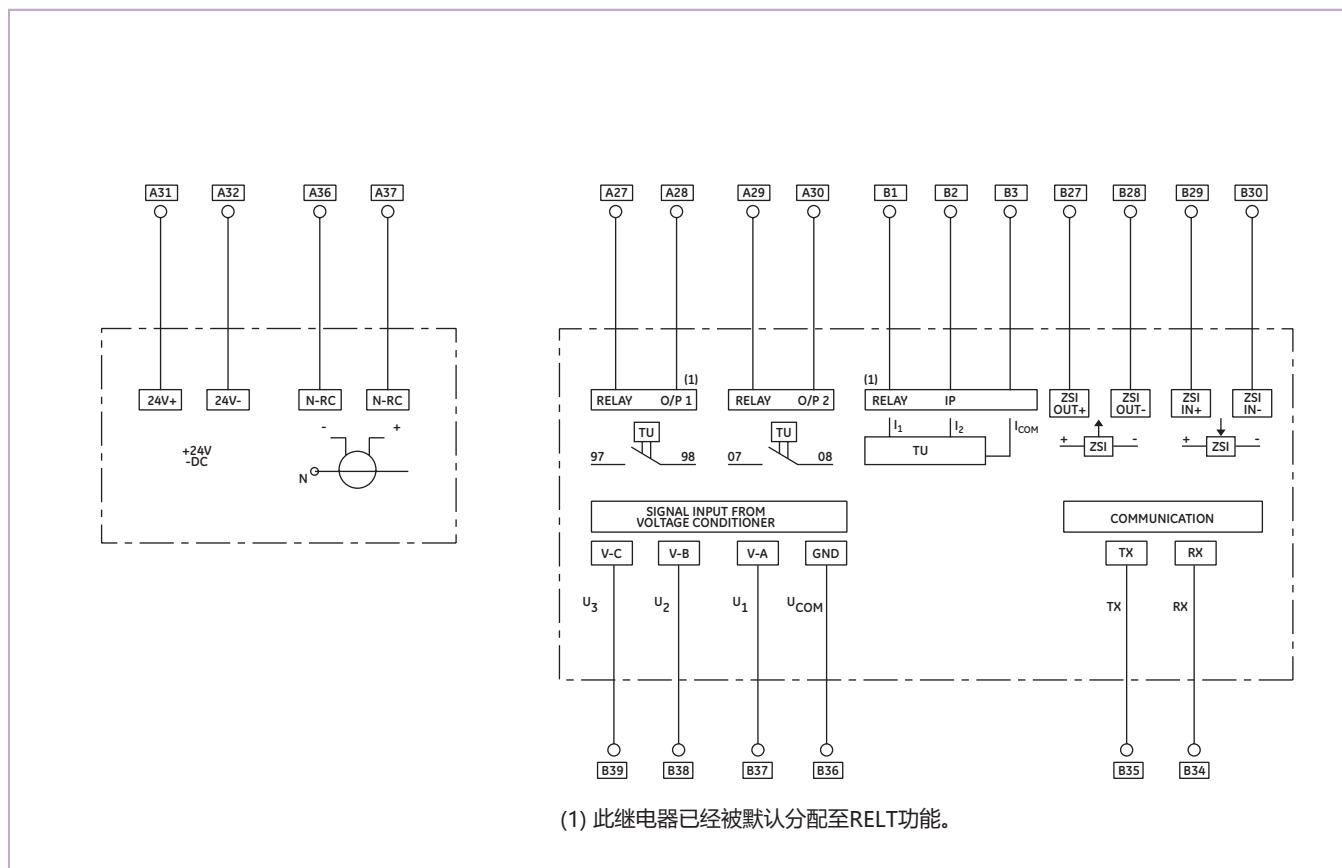 A31 A32 A36 A37 A27 A28 A29 A30 B1 B2 B3 B27 B28 B29 B30
24V+ 24V- N-RC N-RC
+24V
-DC
- +
N
(1) (1)
RELAY O/P 1 RELAY O/P 2 RELAY IP
ZSI OUT+
ZSI OUT-
ZSI IN+
ZSI IN-
TU TU
97 98 07 08
I1 I2 ICOM
TU
+ ZSI -
+ ZSI -
SIGNAL INPUT FROM
VOLTAGE CONDITIONER
COMMUNICATION
V-C V-B V-A GND TX RX
U3 U2 U1 UCOM TX RX
B39 B38 B37 B36 B35 B34
(1) 此继电器已经被默认分配至RELT功能。